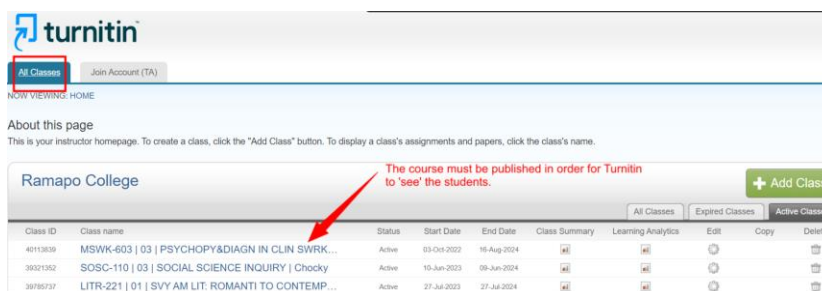 turnitin
All Classes Join Account (TA)
NOW VIEWING: HOME
About this page
This is your instructor homepage. To create a class, click the "Add Class" button. To display a class's assignments and papers, click the class's name.
The course must be published in order for Turnitin
to 'see' the students.
Ramapo College
Add Clas
All Classes Expired Classes Active Classe
Class ID Class name Status Start Date End Date Class Summary Learning Analytics Edit Copy Delet
40113839 MSWK-603 | 03 | PSYCHOPY&DIAGN IN CLIN SWRK... Active 03-Oct-2022 16-Aug-2024
39321352 SOSC-110 | 03 | SOCIAL SCIENCE INQUIRY | Chocky Active 10-Jun-2023 09-Jun-2024
39785737 LITR-221 | 01 | SVY AM LIT: ROMANTI TO CONTEMP... Active 27-Jul-2023 27-Jul-2024